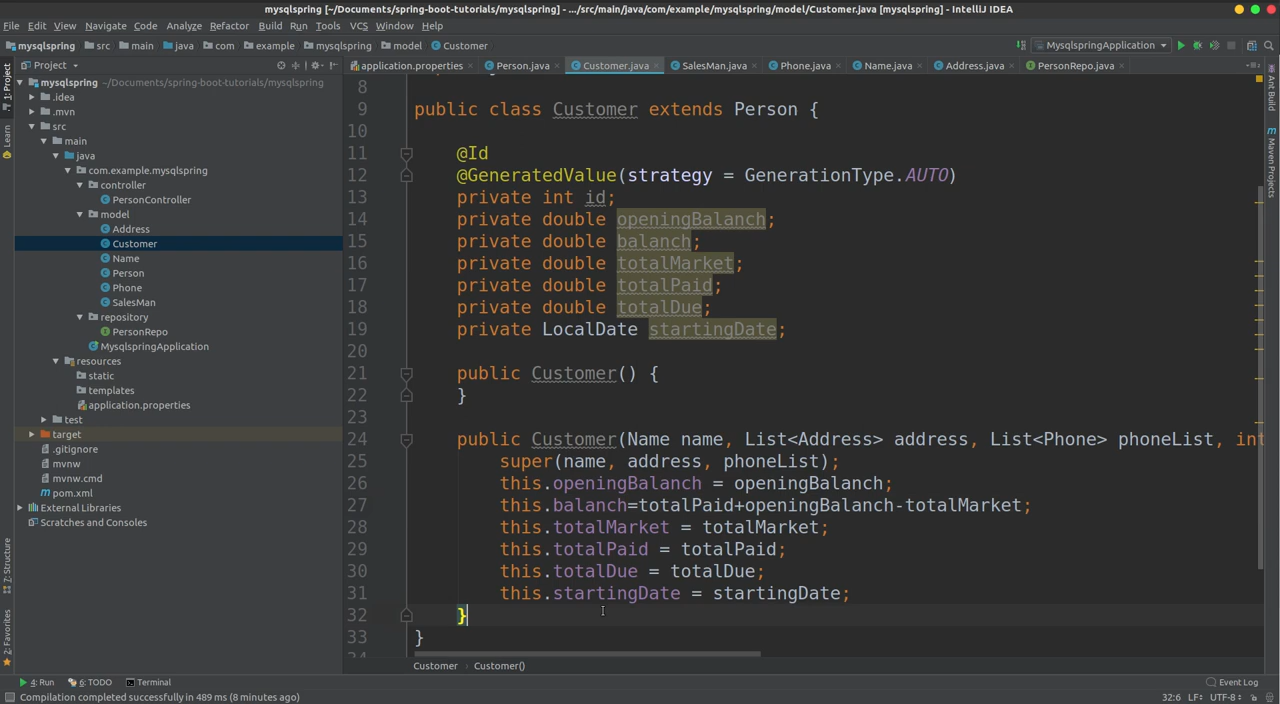 mysqlspring [~/Documents/spring-boot-tutorials/mysqlspring] - .../src/main/java/com/example/mysqlspring/model/Customer.java [mysqlspring] - IntelliJ IDEA
File Edit View Navigate Code Analyze Refactor Build Run Tools VCS Window Help
mysqlspring src main java com example mysqlspring model Customer MysqlspringApplication
Project application.properties Person.java Customer.java SalesMan.java Phone.java Name.java Address.java PersonRepo.java
1: Project
Learn
7: Structure
2: Favorites
mysqlspring ~/Documents/spring-boot-tutorials/mysqlspring
.idea
.mvn
src
main
java
com.example.mysqlspring
controller
PersonController
model
Address
Customer
Name
Person
Phone
SalesMan
repository
PersonRepo
MysqlspringApplication
resources
static
templates
application.properties
test
target
.gitignore
mvnw
mvnw.cmd
pom.xml
External Libraries
Scratches and Consoles
8
9 public class Customer extends Person {
10
11 @Id
12 @GeneratedValue(strategy = GenerationType.AUTO)
13 private int id;
14 private double openingBalanch;
15 private double balanch;
16 private double totalMarket;
17 private double totalPaid;
18 private double totalDue;
19 private LocalDate startingDate;
20
21 public Customer() {
22 }
23
24 public Customer(Name name, List<Address> address, List<Phone> phoneList, int
25 super(name, address, phoneList);
26 this.openingBalanch = openingBalanch;
27 this.balanch=totalPaid+openingBalanch-totalMarket;
28 this.totalMarket = totalMarket;
29 this.totalPaid = totalPaid;
30 this.totalDue = totalDue;
31 this.startingDate = startingDate;
32 }
33 }
Ant Build
Maven Projects
Customer Customer()
4: Run 6: TODO Terminal Event Log
Compilation completed successfully in 489 ms (8 minutes ago) 32:6 LF UTF-8